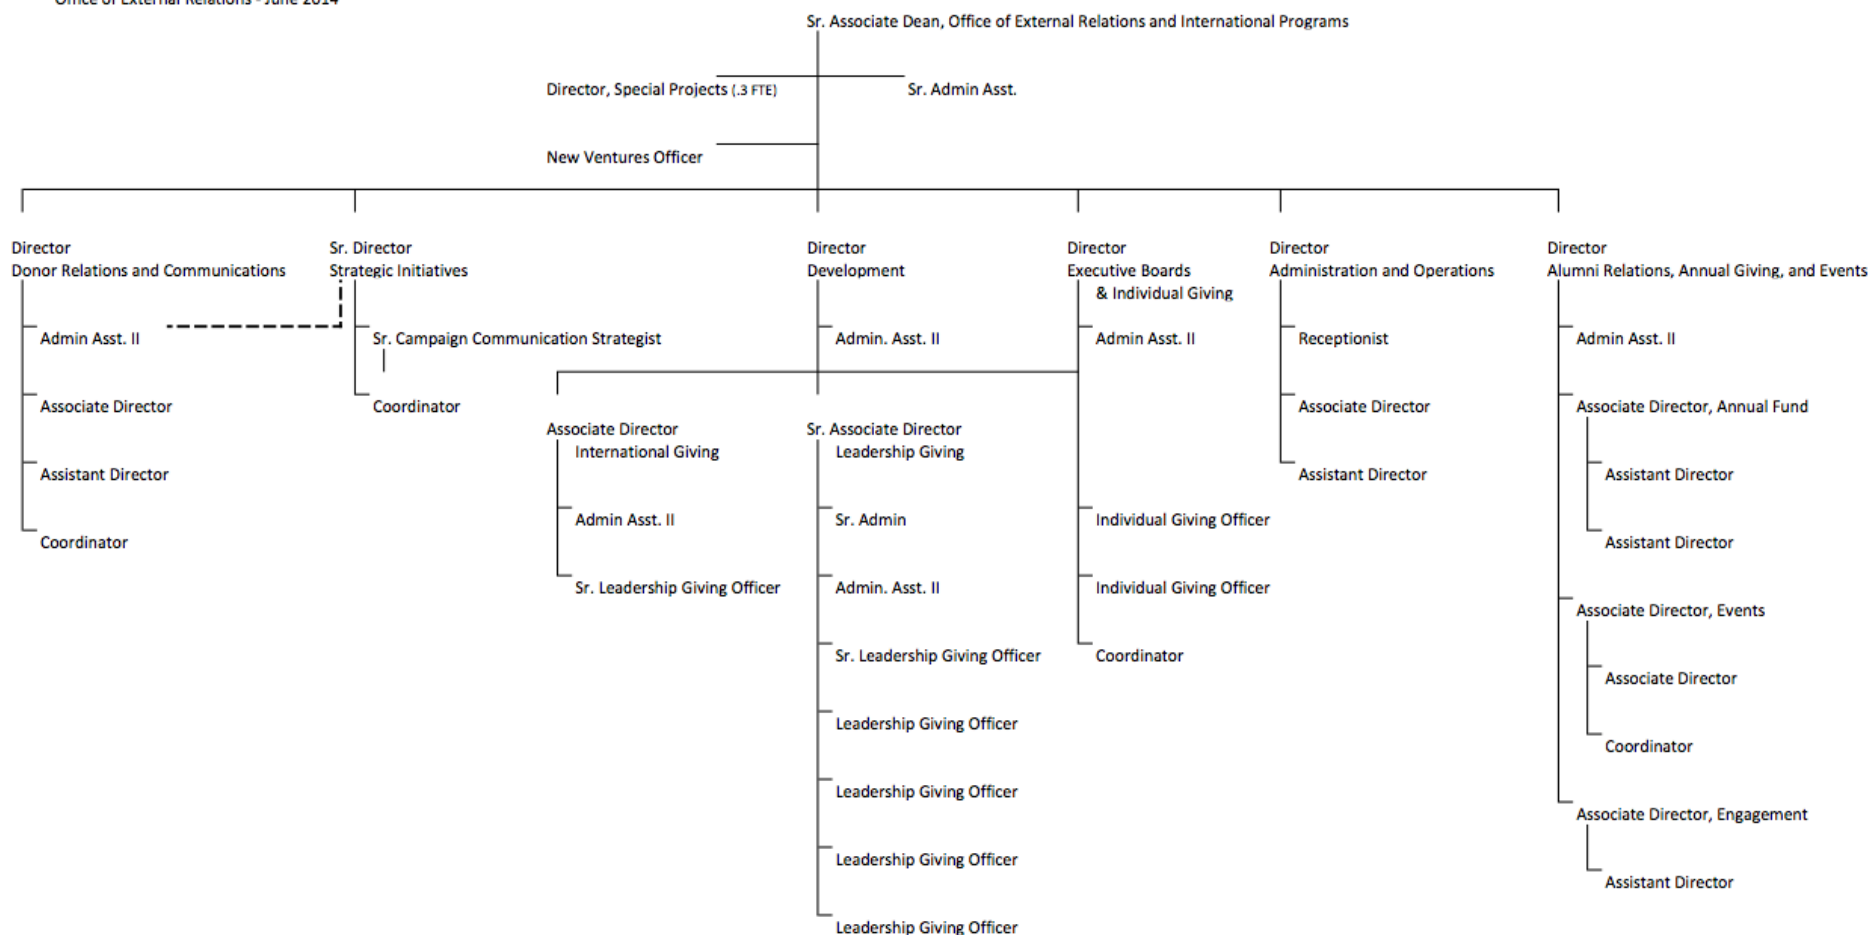 Office of External Relations - June 2014
Sr. Associate Dean, Office of External Relations and International Programs
Director, Special Projects (.3 FTE)
Sr. Admin Asst.
New Ventures Officer
Director
Donor Relations and Communications
Admin Asst. II
Associate Director
Assistant Director
Coordinator
Sr. Director
Strategic Initiatives
Sr. Campaign Communication Strategist
Coordinator
Director
Development
Admin. Asst. II
Associate Director
International Giving
Admin Asst. II
Sr. Leadership Giving Officer
Sr. Associate Director
Leadership Giving
Sr. Admin
Admin. Asst. II
Sr. Leadership Giving Officer
Leadership Giving Officer
Leadership Giving Officer
Leadership Giving Officer
Leadership Giving Officer
Director
Executive Boards
& Individual Giving
Admin Asst. II
Individual Giving Officer
Individual Giving Officer
Coordinator
Director
Administration and Operations
Receptionist
Associate Director
Assistant Director
Director
Alumni Relations, Annual Giving, and Events
Admin Asst. II
Associate Director, Annual Fund
Assistant Director
Assistant Director
Associate Director, Events
Associate Director
Coordinator
Associate Director, Engagement
Assistant Director